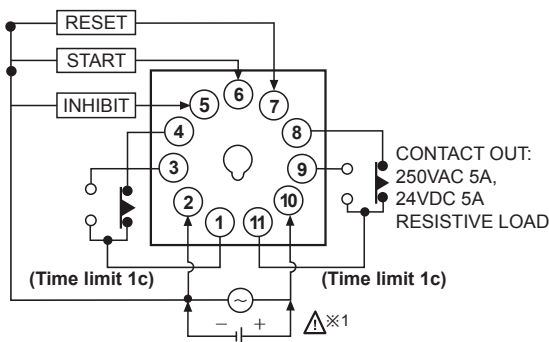 RESET
START
INHIBIT
6
5
7
4
8
3
9
2
10
1
11
CONTACT OUT:
250VAC 5A,
24VDC 5A
RESISTIVE LOAD
(Time limit 1c)
(Time limit 1c)
~
− +
※1